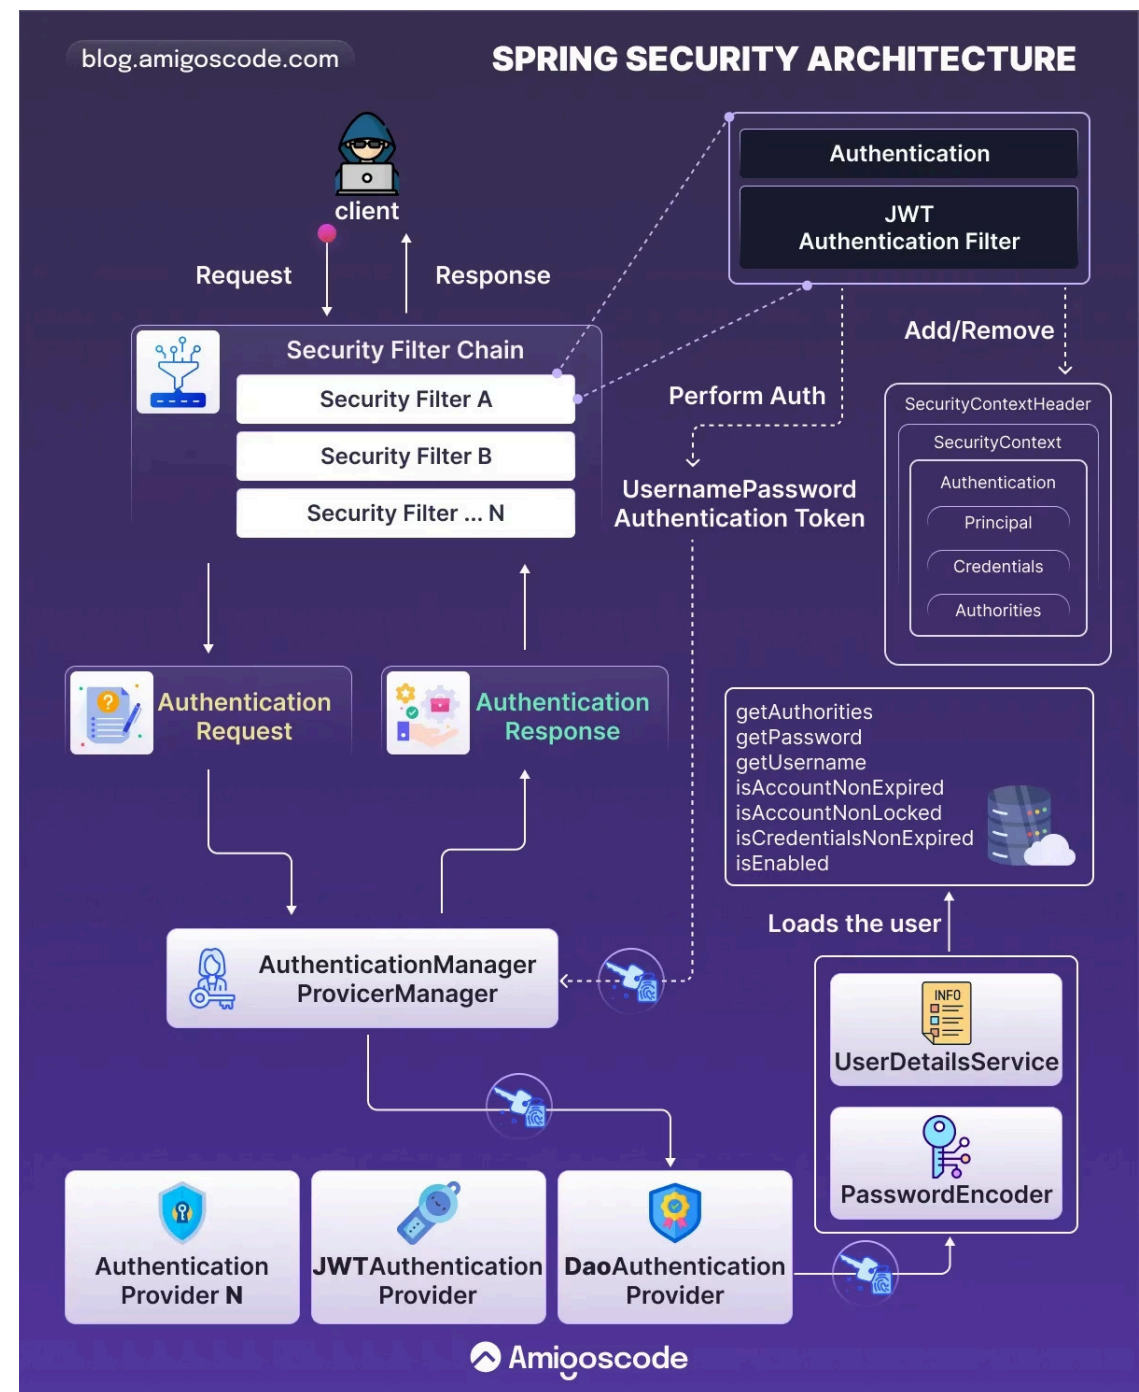 blog.amigoscode.com
SPRING SECURITY ARCHITECTURE
client
Request
Response
Authentication
JWT
Authentication Filter
Security Filter Chain
Security Filter A
Security Filter B
Security Filter ... N
Perform Auth
Add/Remove
UsernamePassword
Authentication Token
SecurityContextHeader
SecurityContext
Authentication
Principal
Credentials
Authorities
Authentication
Request
Authentication
Response
getAuthorities
getPassword
getUsername
isAccountNonExpired
isAccountNonLocked
isCredentialsNonExpired
isEnabled
Loads the user
AuthenticationManager
ProvicerManager
INFO
UserDetailsService
PasswordEncoder
Authentication
Provider N
JWTAuthentication
Provider
DaoAuthentication
Provider
Amigoscode